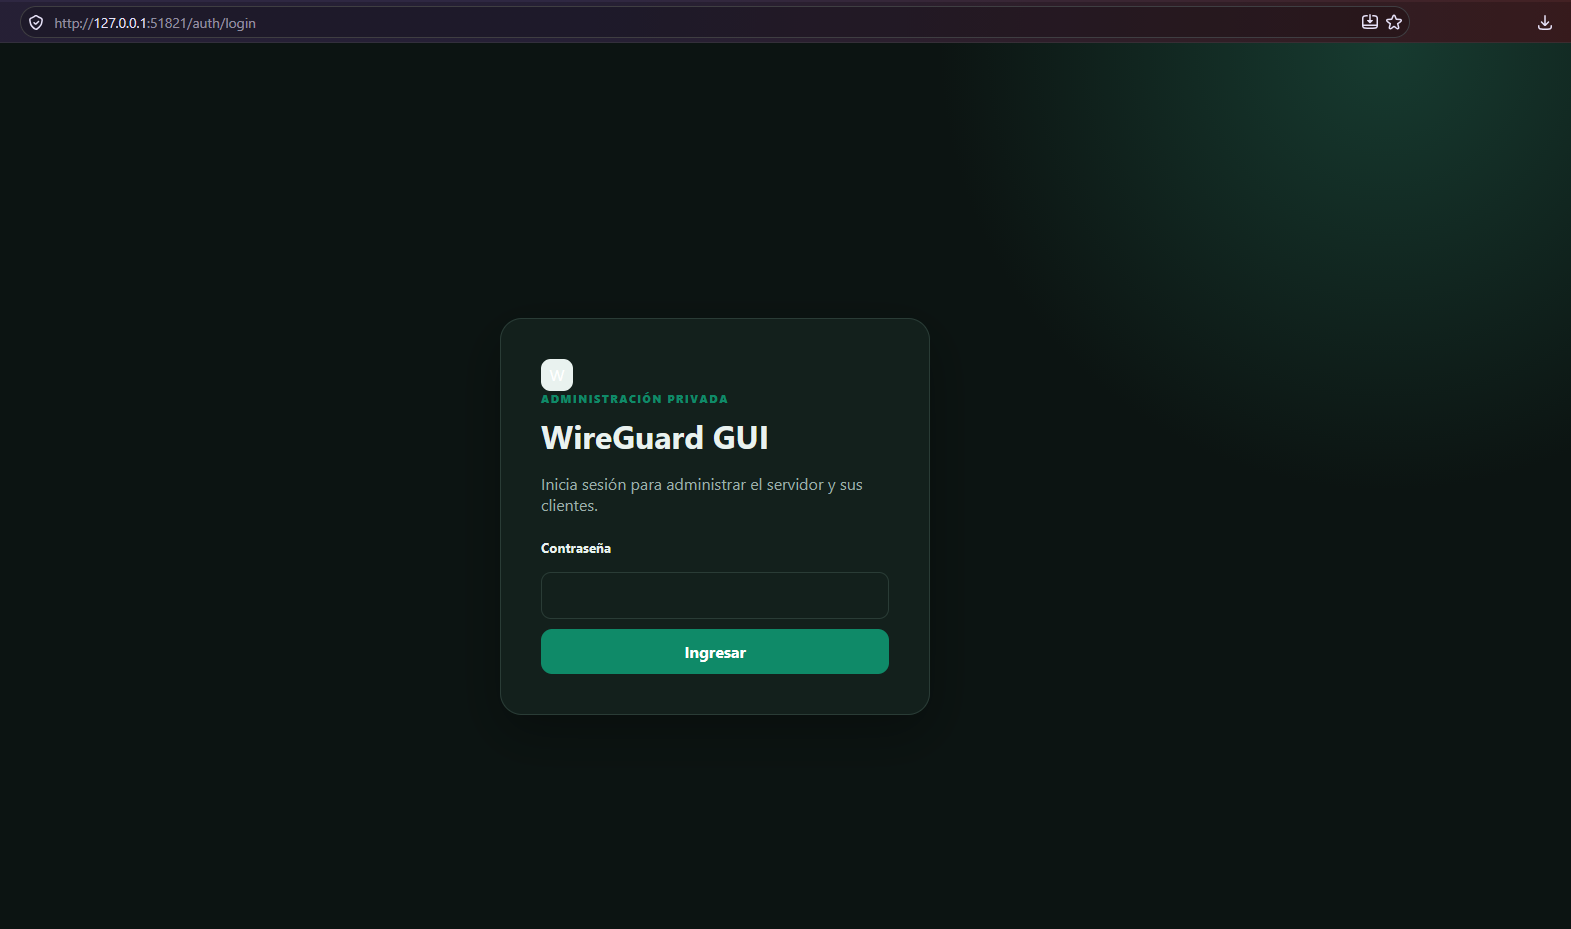 http://127.0.0.1:51821/auth/login
W
ADMINISTRACIÓN PRIVADA
WireGuard GUI
Inicia sesión para administrar el servidor y sus
clientes.
Contraseña
Ingresar